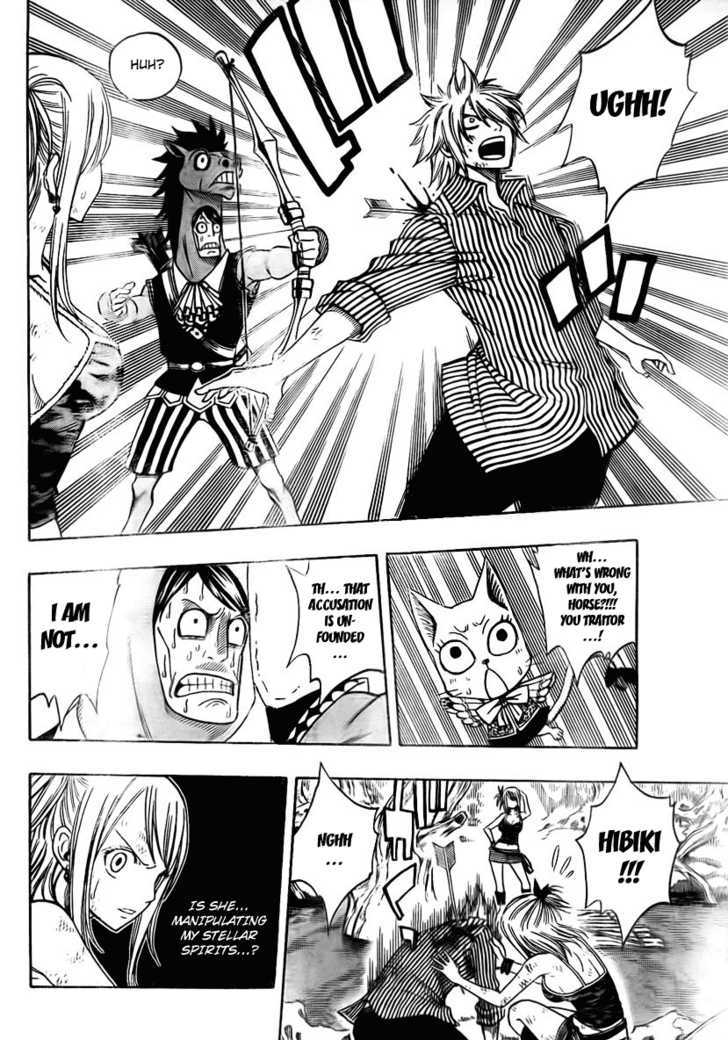 UGHH!
HUH?
WH...
WHAT'S WRONG
WITH YOU,
HORSE?!!!
YOU TRAITOR
...!
TH... THAT
ACCUSATION
IS UN-
FOUNDED
...
I AM
NOT...
HIBIKI
!!!
NGHH
...
IS SHE...
MANIPULATING
MY STELLAR
SPIRITS...?